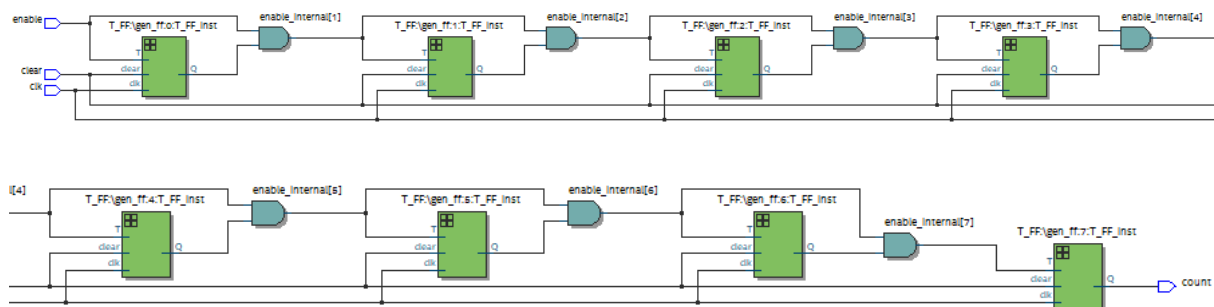 enable
T_FF:\gen_ff:0:T_FF_inst
enable_internal[1]
T_FF:\gen_ff:1:T_FF_inst
enable_internal[2]
T_FF:\gen_ff:2:T_FF_inst
enable_internal[3]
T_FF:\gen_ff:3:T_FF_inst
enable_internal[4]
T
clear
clk
Q
T
clear
clk
Q
T
clear
clk
Q
T
clear
clk
Q
clear
clk
l[4]
T_FF:\gen_ff:4:T_FF_inst
enable_internal[5]
T_FF:\gen_ff:5:T_FF_inst
enable_internal[6]
T_FF:\gen_ff:6:T_FF_inst
enable_internal[7]
T_FF:\gen_ff:7:T_FF_inst
T
clear
clk
Q
T
clear
clk
Q
T
clear
clk
Q
T
clear
clk
Q
count